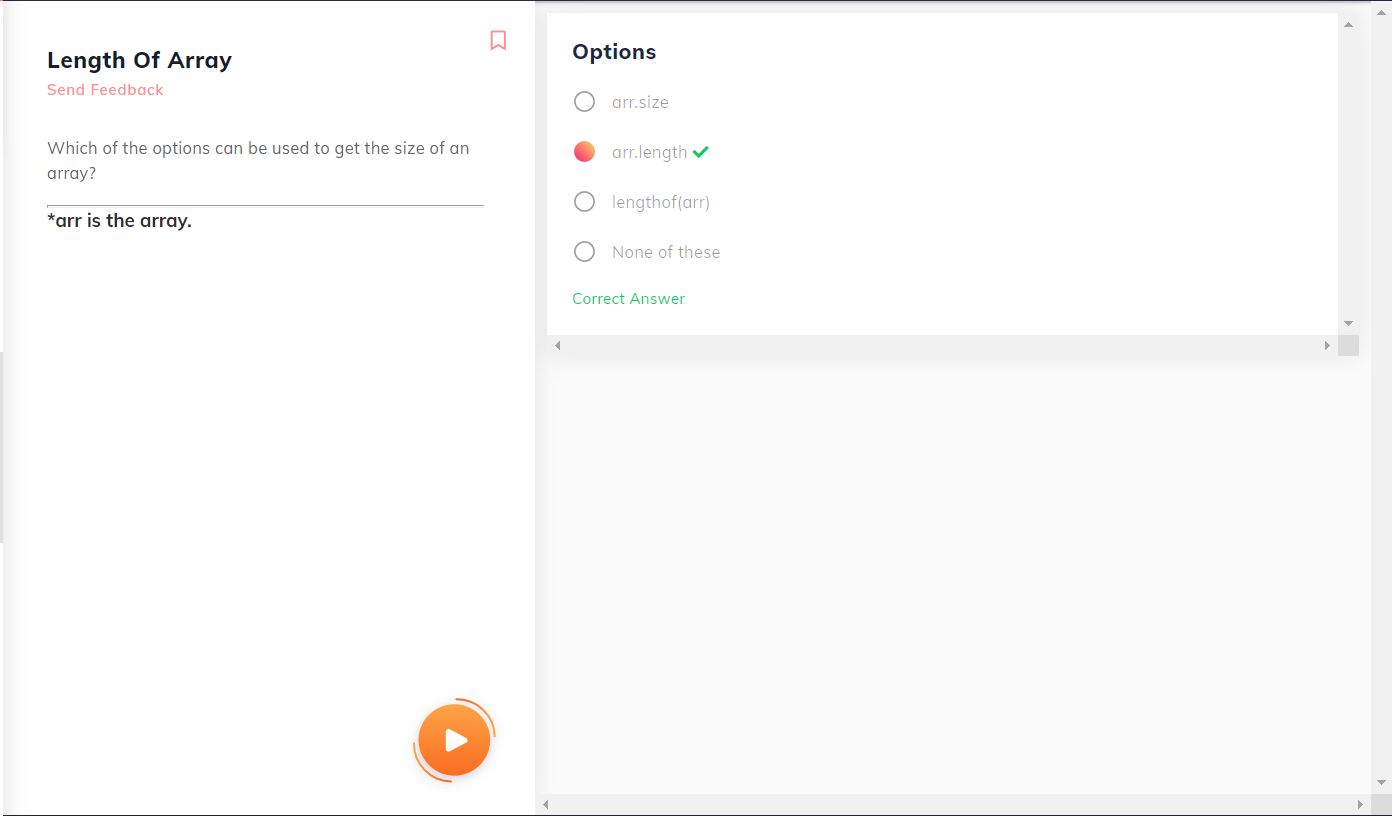 Length Of Array
Send Feedback
Which of the options can be used to get the size of an
array?
*arr is the array.
Options
arr.size
arr.length
lengthof(arr)
None of these
Correct Answer